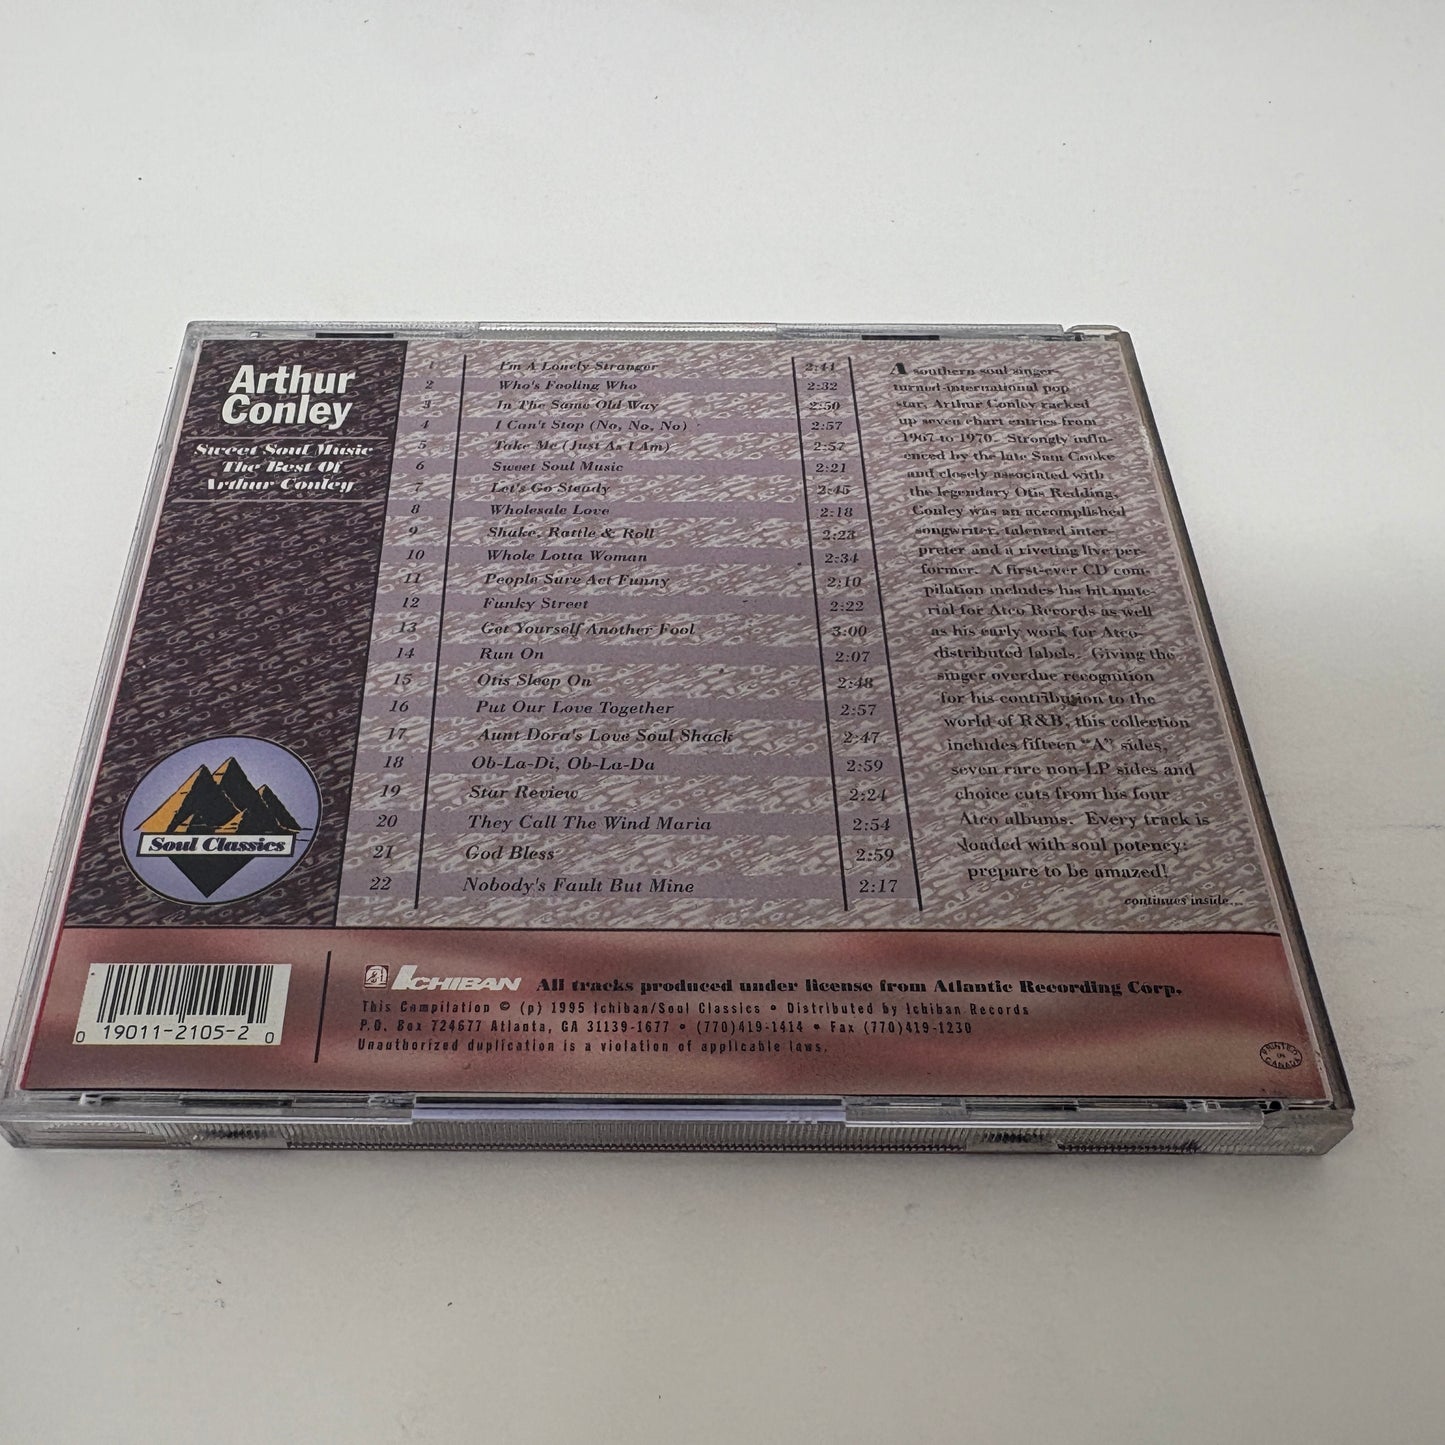 Arthur
Conley
Sweet Soul Music
The Best Of
Arthur Conley
1 I'm A Lonely Stranger 2:41
2 Who's Fooling Who 2:32
3 In The Same Old Way 2:50
4 I Can't Stop (No, No, No) 2:57
5 Take Me (Just As I Am) 2:57
6 Sweet Soul Music 2:21
7 Let's Go Steady 2:45
8 Wholesale Love 2:18
9 Shake, Rattle & Roll 2:23
10 Whole Lotta Woman 2:34
11 People Sure Act Funny 2:10
12 Funky Street 2:22
13 Get Yourself Another Fool 3:00
14 Run On 2:07
15 Otis Sleep On 2:48
16 Put Our Love Together 2:57
17 Aunt Dora's Love Soul Shack 2:47
18 Ob-La-Di, Ob-La-Da 2:59
19 Star Review 2:24
20 They Call The Wind Maria 2:54
21 God Bless 2:59
22 Nobody's Fault But Mine 2:17
A southern soul singer-
turned-international pop
star, Arthur Conley racked
up seven chart entries from
1967 to 1970. Strongly influ-
enced by the late Sam Cooke
and closely associated with
the legendary Otis Redding,
Conley was an accomplished
songwriter, talented inter-
preter and a riveting live per-
former. A first-ever CD com-
pilation includes his hit mate-
rial for Atco Records as well
as his early work for Atco-
distributed labels. Giving the
singer overdue recognition
for his contribution to the
world of R&B, this collection
includes fifteen "A" sides,
seven rare non-LP sides and
choice cuts from his four
Atco albums. Every track is
loaded with soul potency:
prepare to be amazed!
continues inside...
Soul Classics
0 19011-2105-2 0
ICHIBAN All tracks produced under license from Atlantic Recording Corp.
This Compilation © (p) 1995 Ichiban/Soul Classics • Distributed by Ichiban Records
P.O. Box 724677 Atlanta, GA 31139-1677 • (770)419-1414 • Fax (770)419-1230
Unauthorized duplication is a violation of applicable laws.
PRINTED
IN
CANADA